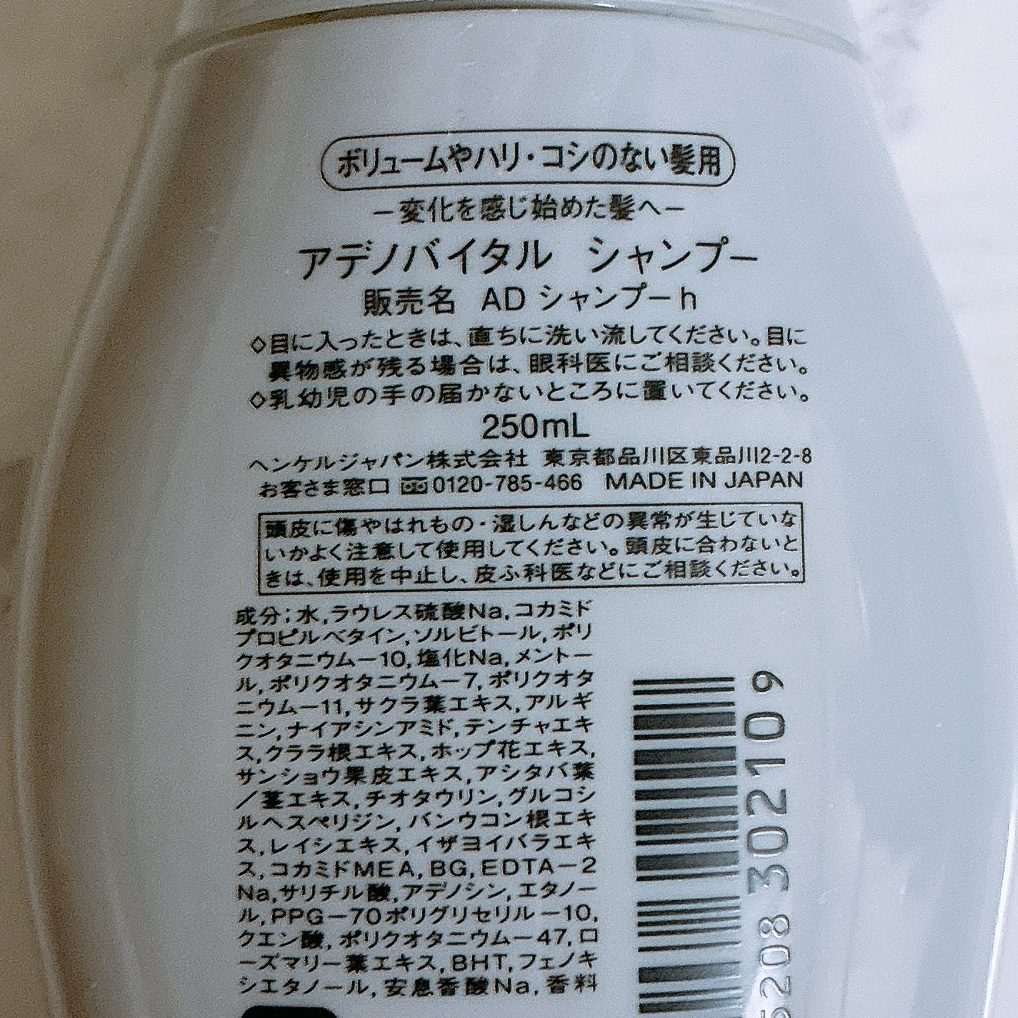 ボリュームやハリ・コシのない髪用
ー変化を感じ始めた髪へー
アデノバイタル シャンプー
販売名 AD シャンプーh
◇目に入ったときは、直ちに洗い流してください。目に
異物感が残る場合は、眼科医にご相談ください。
◇乳幼児の手の届かないところに置いてください。
250mL
ヘンケルジャパン株式会社 東京都品川区東品川2-2-8
お客さま窓口 0120-785-466 MADE IN JAPAN
頭皮に傷やはれもの・湿しんなどの異常が生じていな
いかよく注意して使用してください。頭皮に合わないと
きは、使用を中止し、皮ふ科医などにご相談ください。
成分；水,ラウレス硫酸Na,コカミド
プロピルベタイン,ソルビトール,ポリ
クオタニウムー10,塩化Na,メントー
ル,ポリクオタニウムー7,ポリクオタ
ニウムー11,サクラ葉エキス,アルギ
ニン,ナイアシンアミド,テンチャエキ
ス,クララ根エキス,ホップ花エキス,
サンショウ果皮エキス,アシタバ葉
／茎エキス,チオタウリン,グルコシ
ルヘスペリジン,バンウコン根エキ
ス,レイシエキス,イザヨイバラエキ
ス,コカミドMEA,BG,EDTAー2
Na,サリチル酸,アデノシン,エタノー
ル,PPGー70ポリグリセリルー10,
クエン酸,ポリクオタニウムー47,ロ
ーズマリー葉エキス,BHT,フェノキ
シエタノール,安息香酸Na,香料
5208 302109